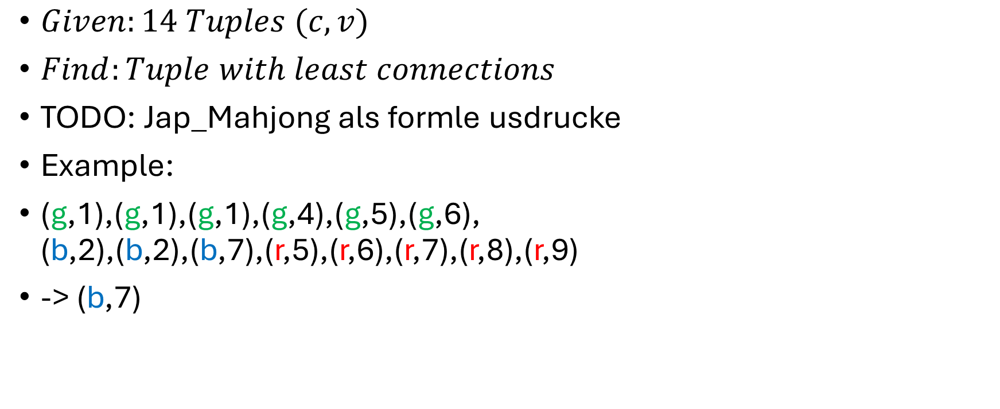 • Given: 14 Tuples (c, v)
• Find: Tuple with least connections
• TODO: Jap_Mahjong als formle usdrucke
• Example:
• (g,1),(g,1),(g,1),(g,4),(g,5),(g,6),
(b,2),(b,2),(b,7),(r,5),(r,6),(r,7),(r,8),(r,9)
• -> (b,7)